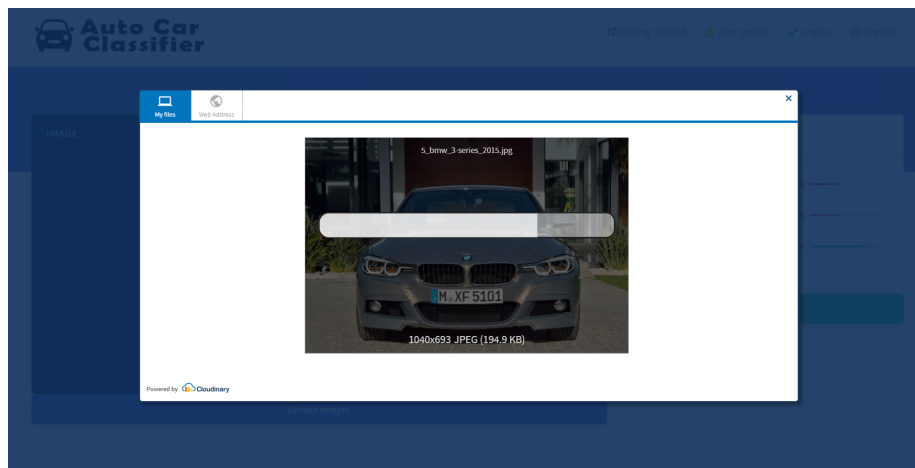 Auto Car
Classifier
Getting started
User profile
Logout
Register
My files
Web Address
×
IMAGE
5_bmw_3-series_2015.jpg
M XF 5101
1040x693 JPEG (194.9 KB)
Powered by Cloudinary
Upload Images